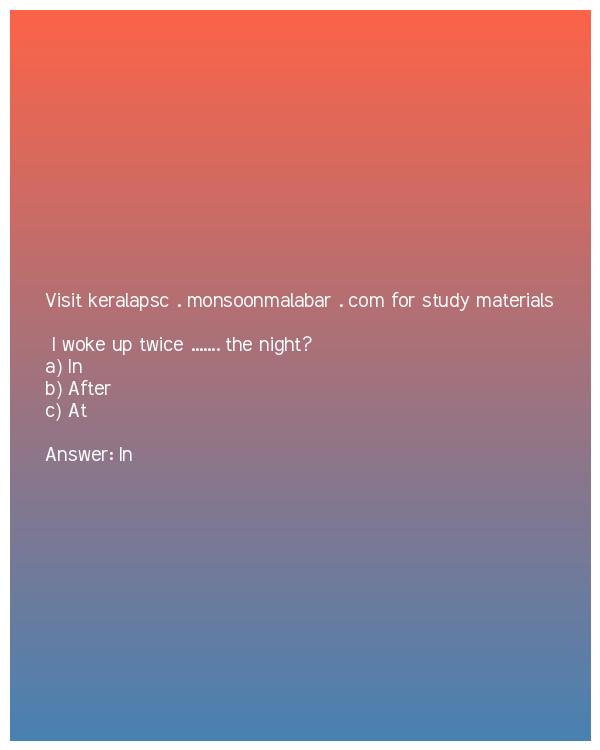 Visit keralapsc . monsoonmalabar . com for study materials
I woke up twice ....... the night?
a) In
b) After
c) At
Answer: In